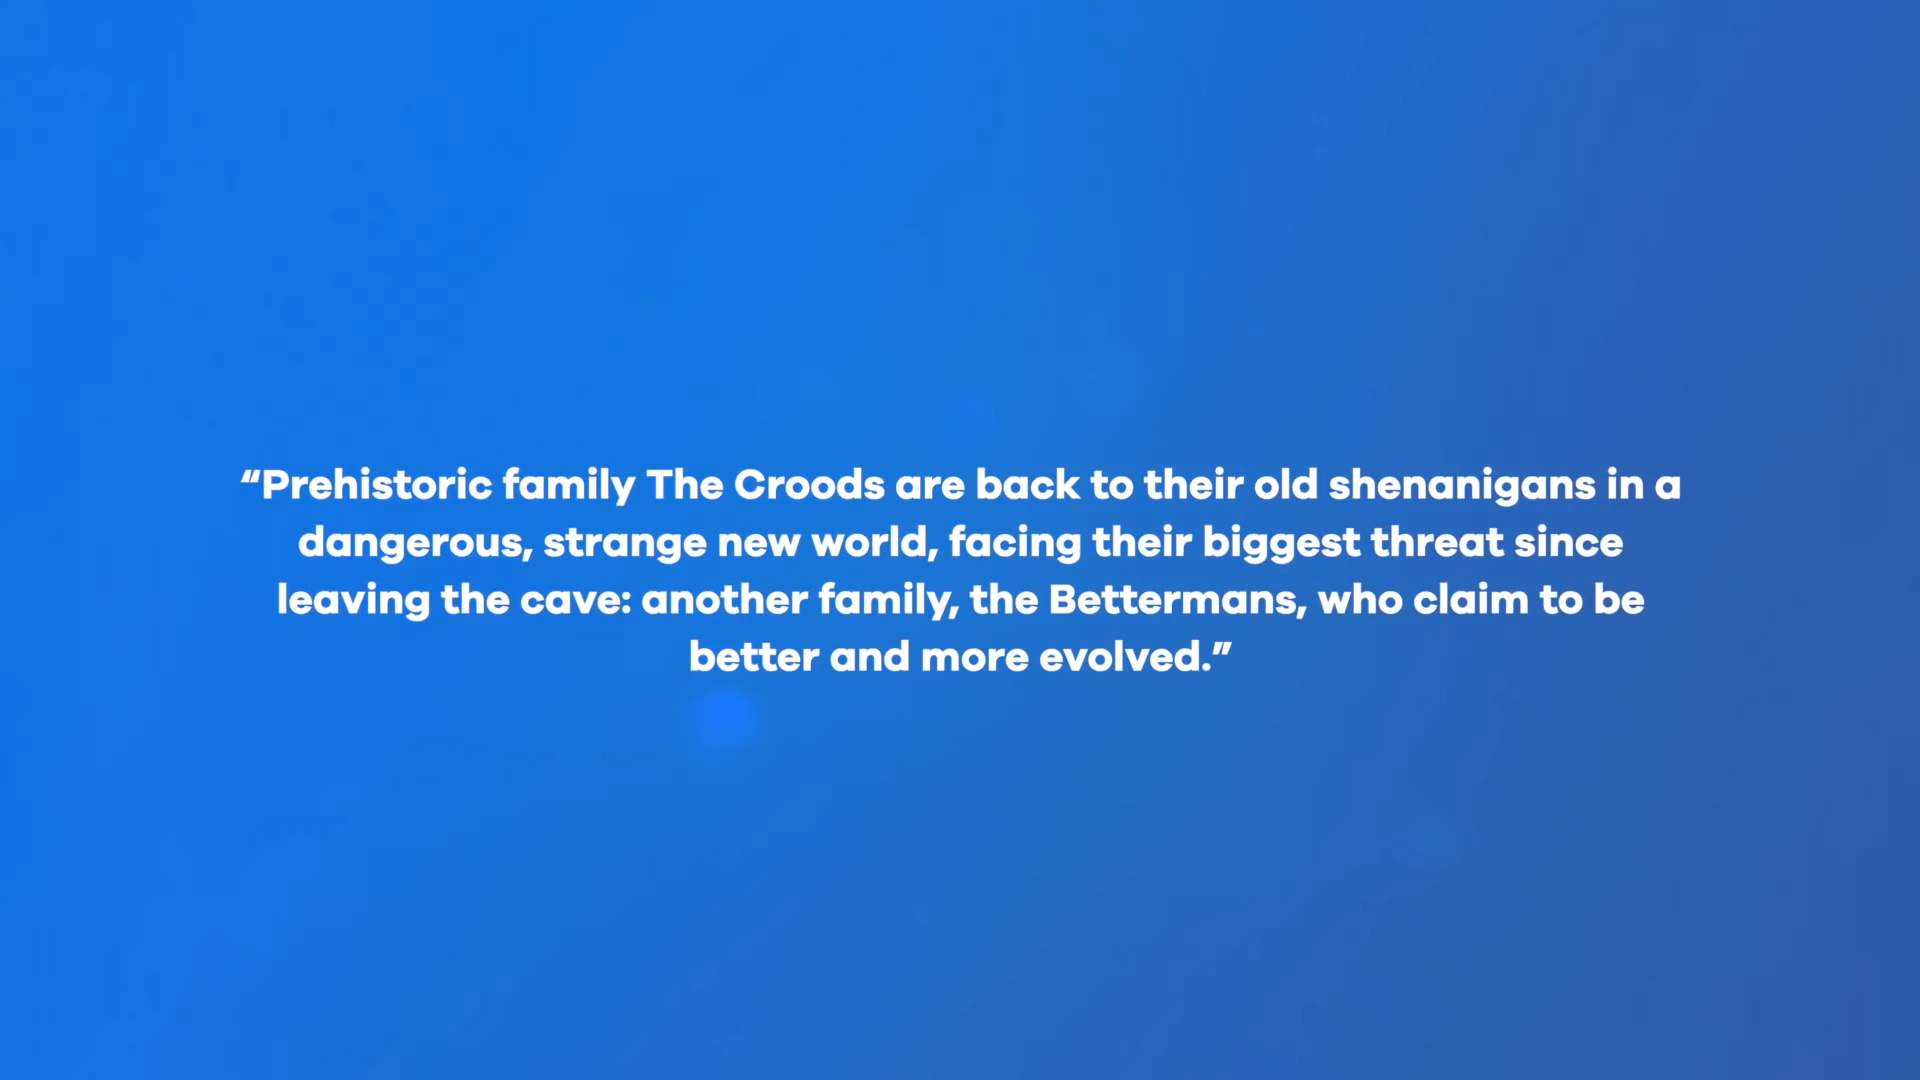 “Prehistoric family The Croods are back to their old shenanigans in a
dangerous, strange new world, facing their biggest threat since
leaving the cave: another family, the Bettermans, who claim to be
better and more evolved.”